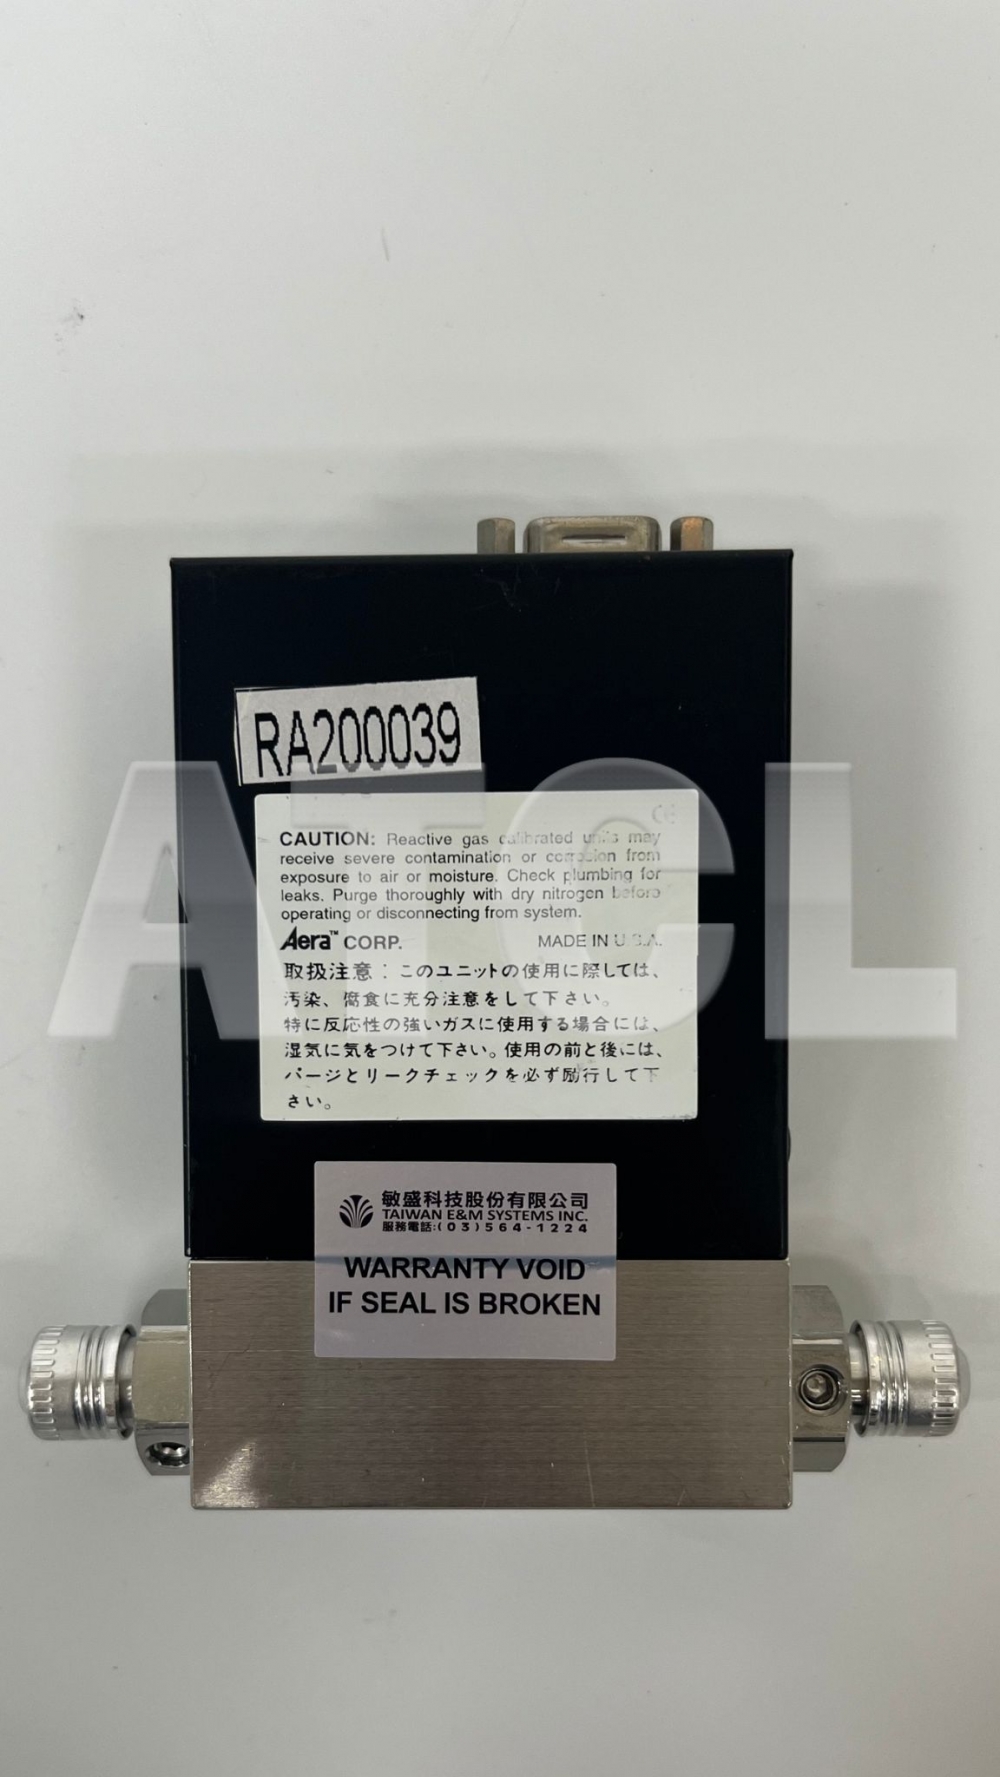 RA200039
CE
CAUTION: Reactive gas calibrated units may
receive severe contamination or corrosion from
exposure to air or moisture. Check plumbing for
leaks. Purge thoroughly with dry nitrogen before
operating or disconnecting from system.
Aera™ CORP. MADE IN U.S.A.
取扱注意：このユニットの使用に際しては、
汚染、腐食に充分注意をして下さい。
特に反応性の強いガスに使用する場合には、
湿気に気をつけて下さい。使用の前と後には、
パージとリークチェックを必ず励行して下
さい。
ATCL
敏盛科技股份有限公司
TAIWAN E&M SYSTEMS INC.
服務電話:(03)564-1224
WARRANTY VOID
IF SEAL IS BROKEN